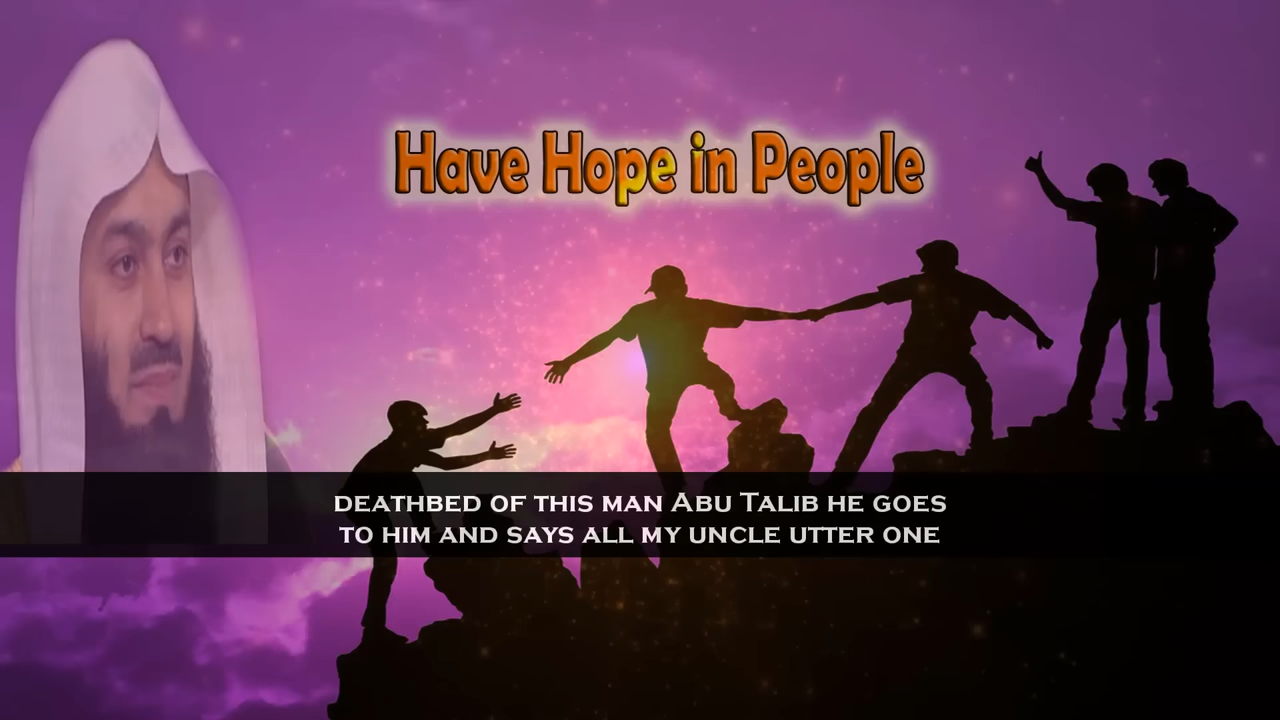 Have Hope in People
DEATHBED OF THIS MAN ABU TALIB HE GOES
TO HIM AND SAYS ALL MY UNCLE UTTER ONE